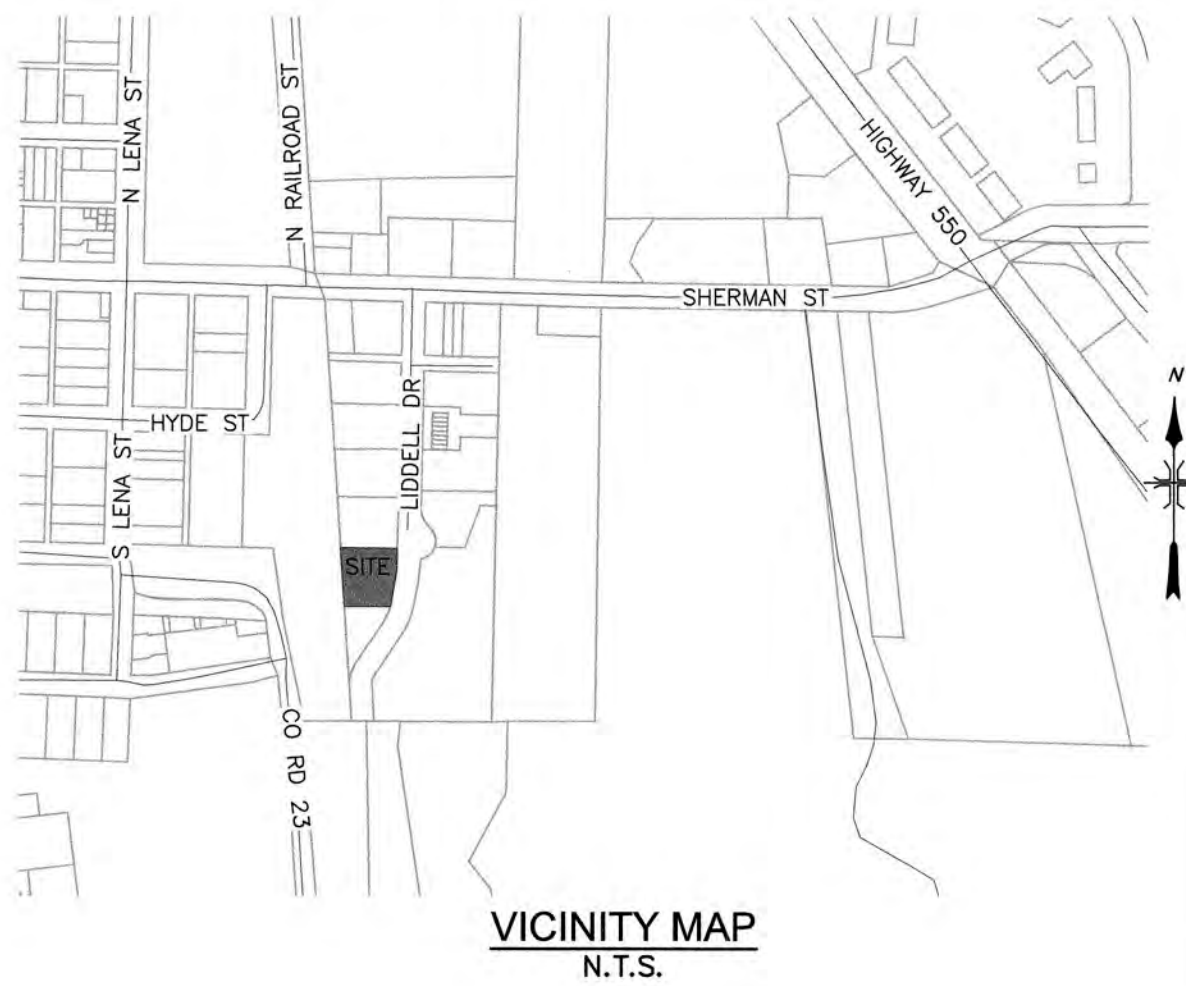 N LENA ST
N RAILROAD ST
HIGHWAY 550
SHERMAN ST
N
HYDE ST
LIDDELL DR
S LENA ST
SITE
CO RD 23
VICINITY MAP
N.T.S.